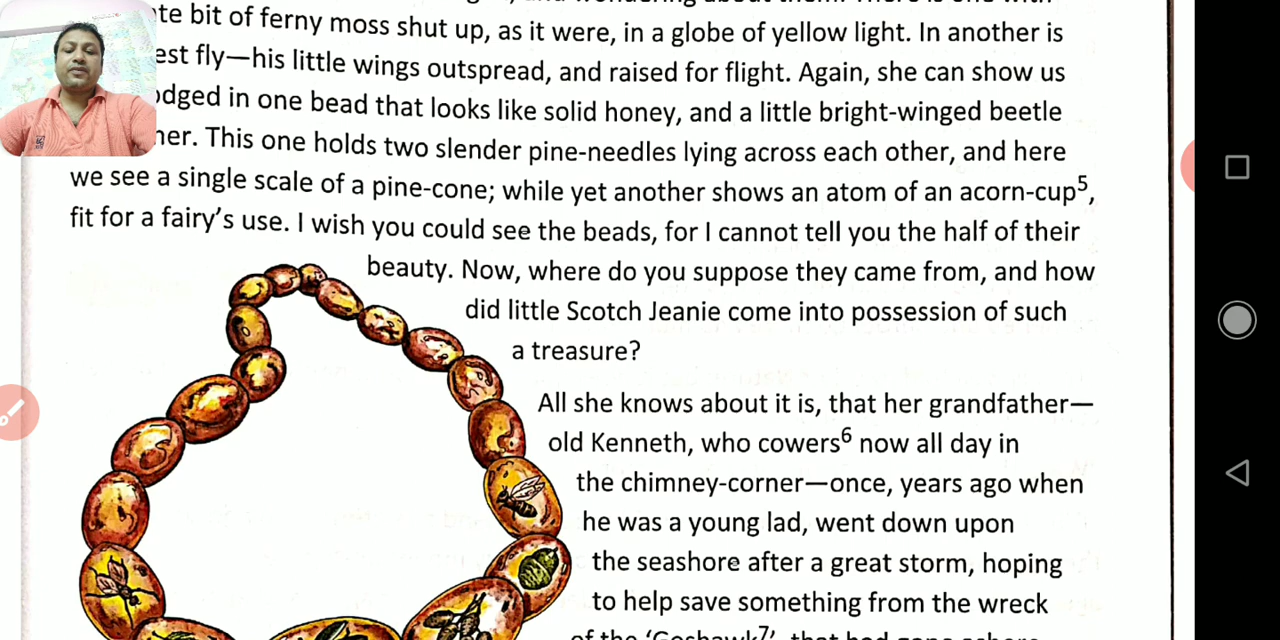 bit of ferny moss shut up, as it were, in a globe of yellow light. In another is
fly—his little wings outspread, and raised for flight. Again, she can show us
in one bead that looks like solid honey, and a little bright-winged beetle
This one holds two slender pine-needles lying across each other, and here
we see a single scale of a pine-cone; while yet another shows an atom of an acorn-cup5,
fit for a fairy's use. I wish you could see the beads, for I cannot tell you the half of their
beauty. Now, where do you suppose they came from, and how
did little Scotch Jeanie come into possession of such
a treasure?
All she knows about it is, that her grandfather—
old Kenneth, who cowers6 now all day in
the chimney-corner—once, years ago when
he was a young lad, went down upon
the seashore after a great storm, hoping
to help save something from the wreck
of the 'Goshawk7', that had gone ashore